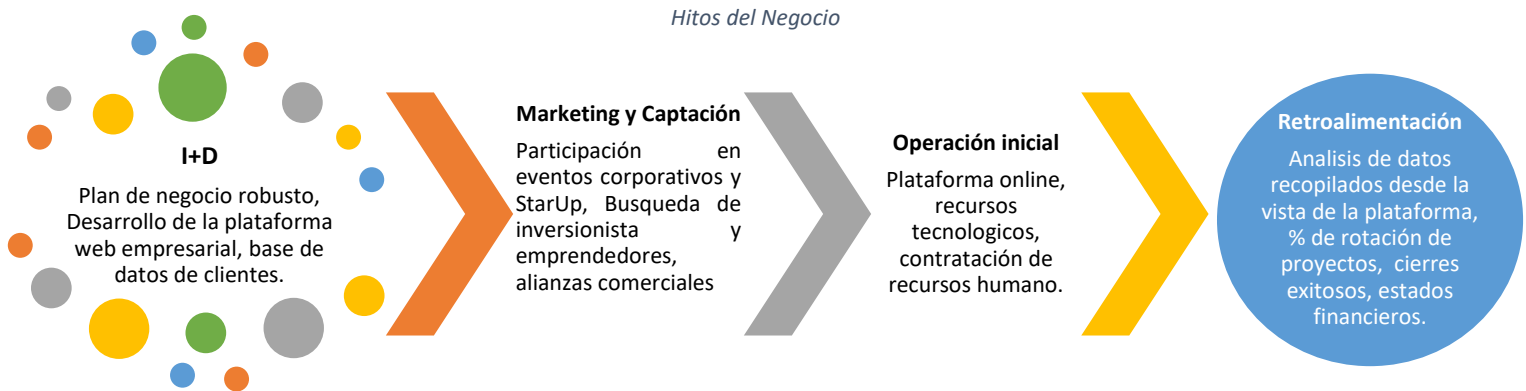 Hitos del Negocio
I+D
Plan de negocio robusto,
Desarrollo de la plataforma
web empresarial, base de
datos de clientes.
Marketing y Captación
Participación en
eventos corporativos y
StarUp, Busqueda de
inversionista y
emprendedores,
alianzas comerciales
Operación inicial
Plataforma online,
recursos
tecnologicos,
contratación de
recursos humano.
Retroalimentación
Analisis de datos
recopilados desde la
vista de la plataforma,
% de rotación de
proyectos, cierres
exitosos, estados
financieros.